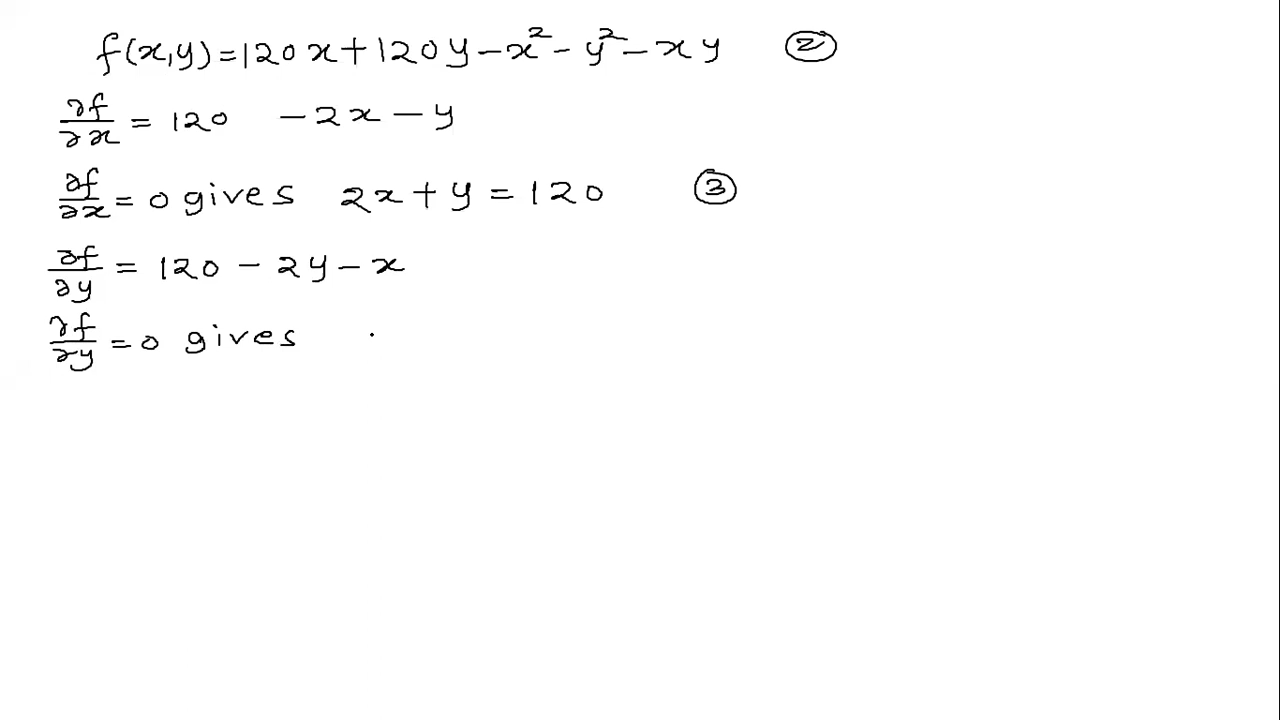 f(x,y)=120x+120y-x²-y²-xy ②
∂f/∂x = 120 -2x-y
∂f/∂x = 0 gives 2x+y=120 ③
∂f/∂y = 120-2y-x
∂f/∂y = 0 gives